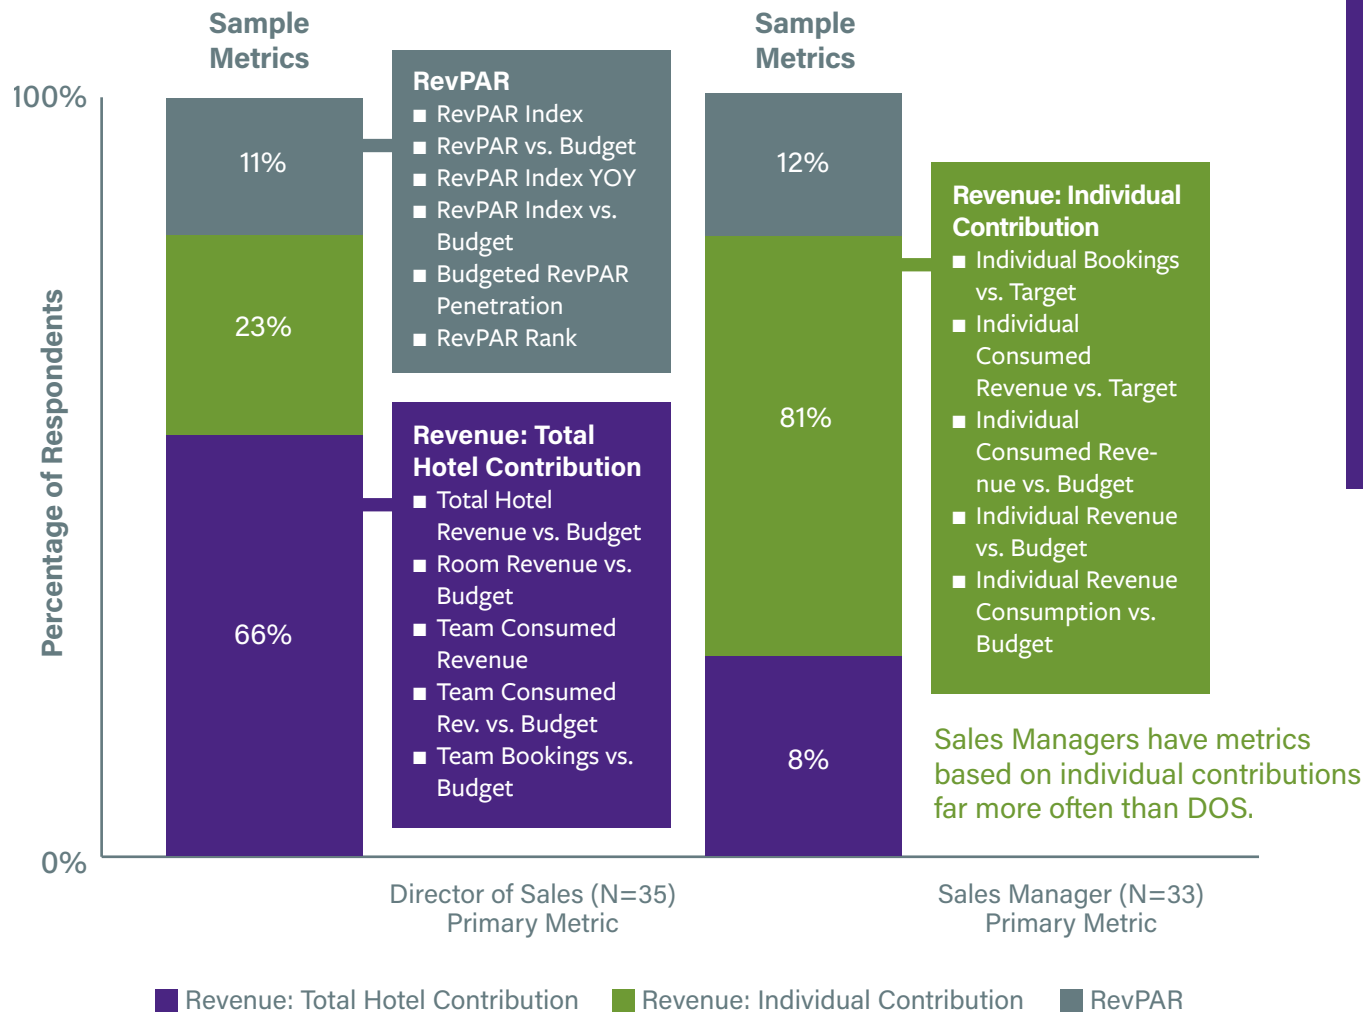 Sample
Metrics
Sample
Metrics
100%
11%
23%
66%
RevPAR
■ RevPAR Index
■ RevPAR vs. Budget
■ RevPAR Index YOY
■ RevPAR Index vs.
Budget
■ Budgeted RevPAR
Penetration
■ RevPAR Rank
Revenue: Total
Hotel Contribution
■ Total Hotel
Revenue vs. Budget
■ Room Revenue vs.
Budget
■ Team Consumed
Revenue
■ Team Consumed
Rev. vs. Budget
■ Team Bookings vs.
Budget
12%
81%
8%
Revenue: Individual
Contribution
■ Individual Bookings
vs. Target
■ Individual
Consumed
Revenue vs. Target
■ Individual
Consumed Reve-
nue vs. Budget
■ Individual Revenue
vs. Budget
■ Individual Revenue
Consumption vs.
Budget
Sales Managers have metrics
based on individual contributions
far more often than DOS.
Percentage of Respondents
0%
Director of Sales (N=35)
Primary Metric
Sales Manager (N=33)
Primary Metric
Revenue: Total Hotel Contribution
Revenue: Individual Contribution
RevPAR